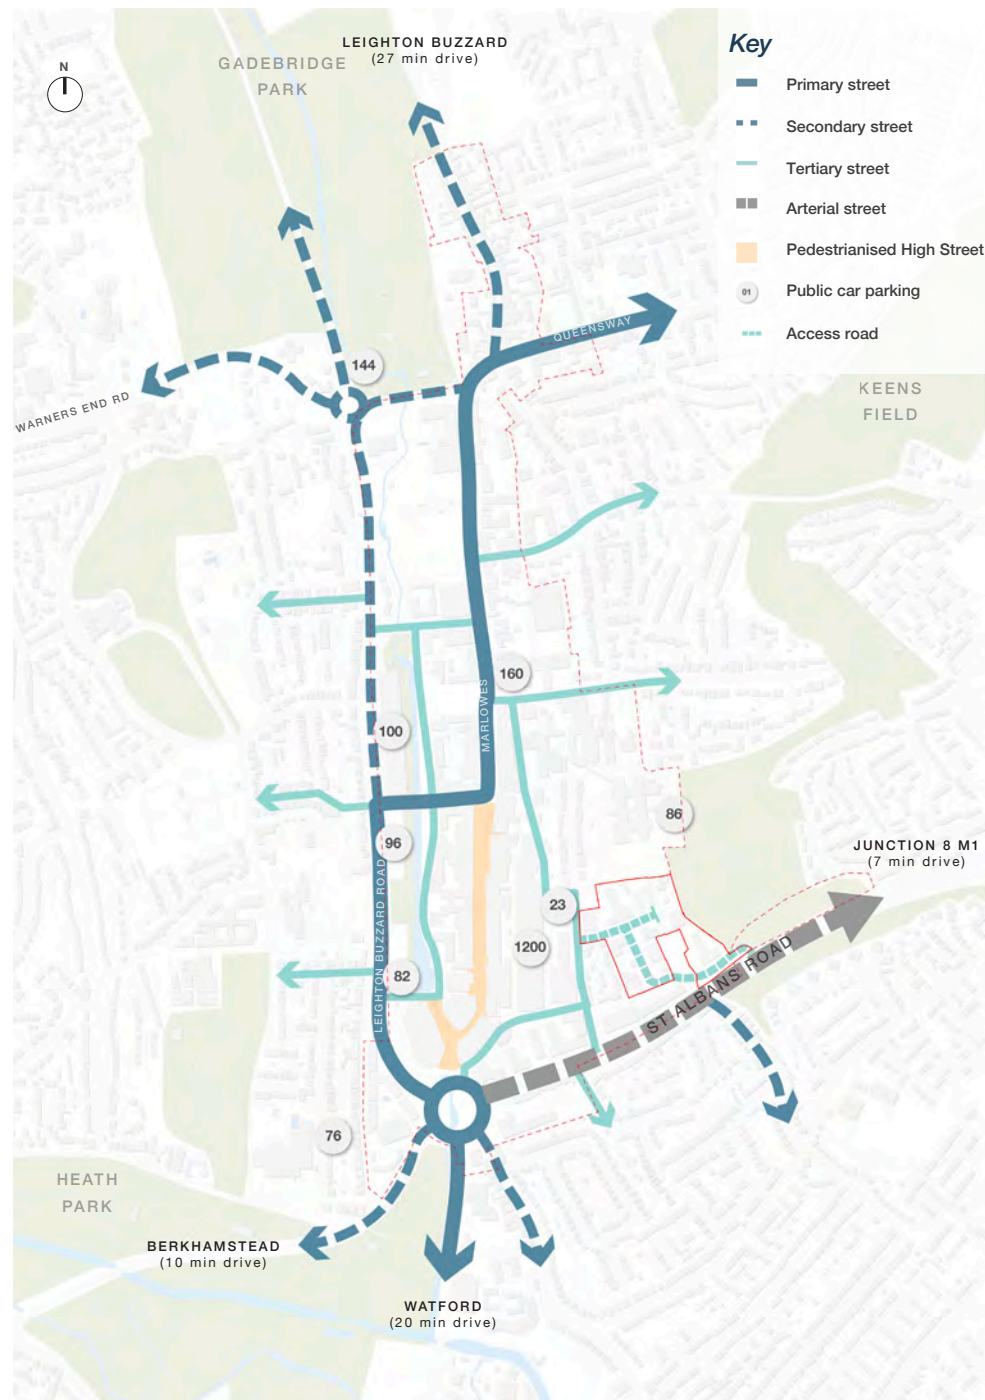 LEIGHTON BUZZARD
(27 min drive)
GADEBRIDGE
PARK
N
Key
Primary street
Secondary street
Tertiary street
Arterial street
Pedestrianised High Street
01
Public car parking
Access road
QUEENSWAY
144
WARNERS END RD
KEENS
FIELD
160
MARLOWES
100
86
96
JUNCTION 8 M1
(7 min drive)
LEIGHTON BUZZARD ROAD
23
1200
82
ST ALBANS ROAD
76
HEATH
PARK
BERKHAMSTEAD
(10 min drive)
WATFORD
(20 min drive)